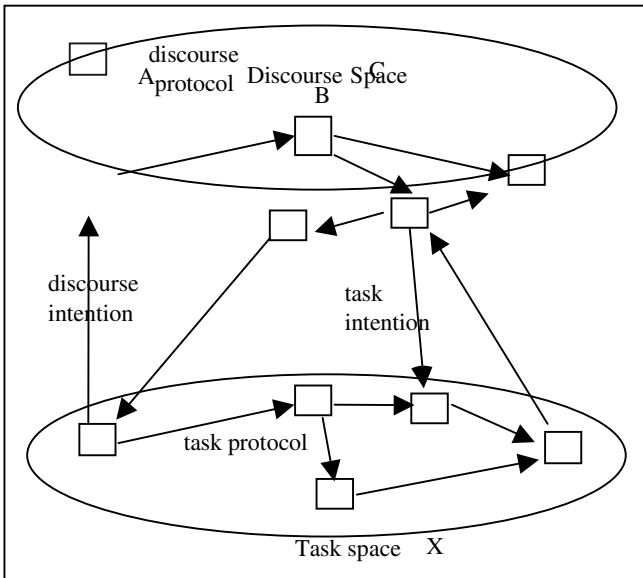 discourse
A protocol Discourse Space C
B
discourse
intention
task
intention
task protocol
Task space X